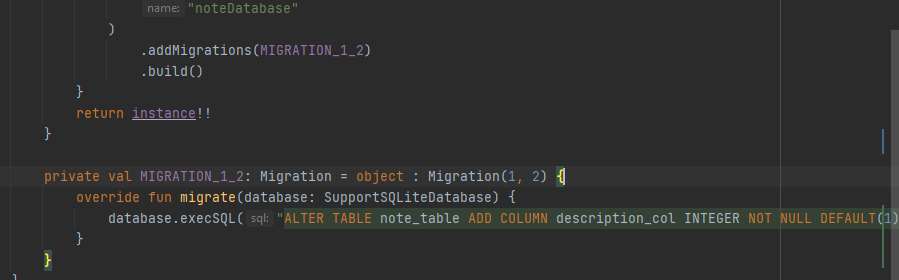 name: "noteDatabase"
)
.addMigrations(MIGRATION_1_2)
.build()
}
return instance!!
}
private val MIGRATION_1_2: Migration = object : Migration(1, 2) {
override fun migrate(database: SupportSQLiteDatabase) {
database.execSQL( sql: "ALTER TABLE note_table ADD COLUMN description_col INTEGER NOT NULL DEFAULT(1)
}
}